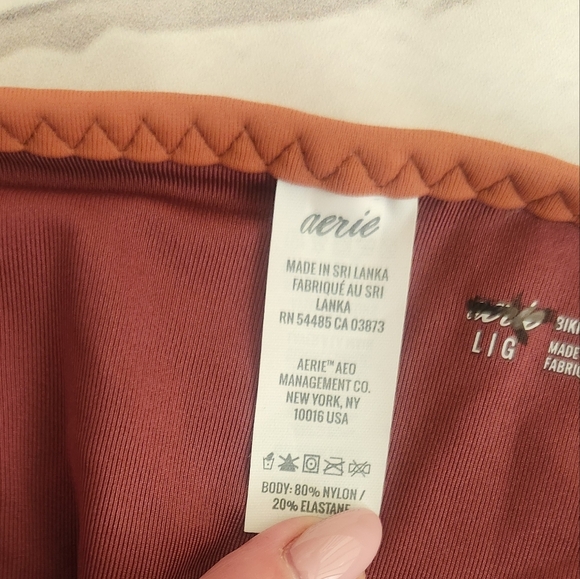 aerie
MADE IN SRI LANKA
FABRIQUÉ AU SRI
LANKA
RN 54485 CA 03873
AERIE™ AEO
MANAGEMENT CO.
NEW YORK, NY
10016 USA
BODY: 80% NYLON /
20% ELASTANE
L | G
MADE